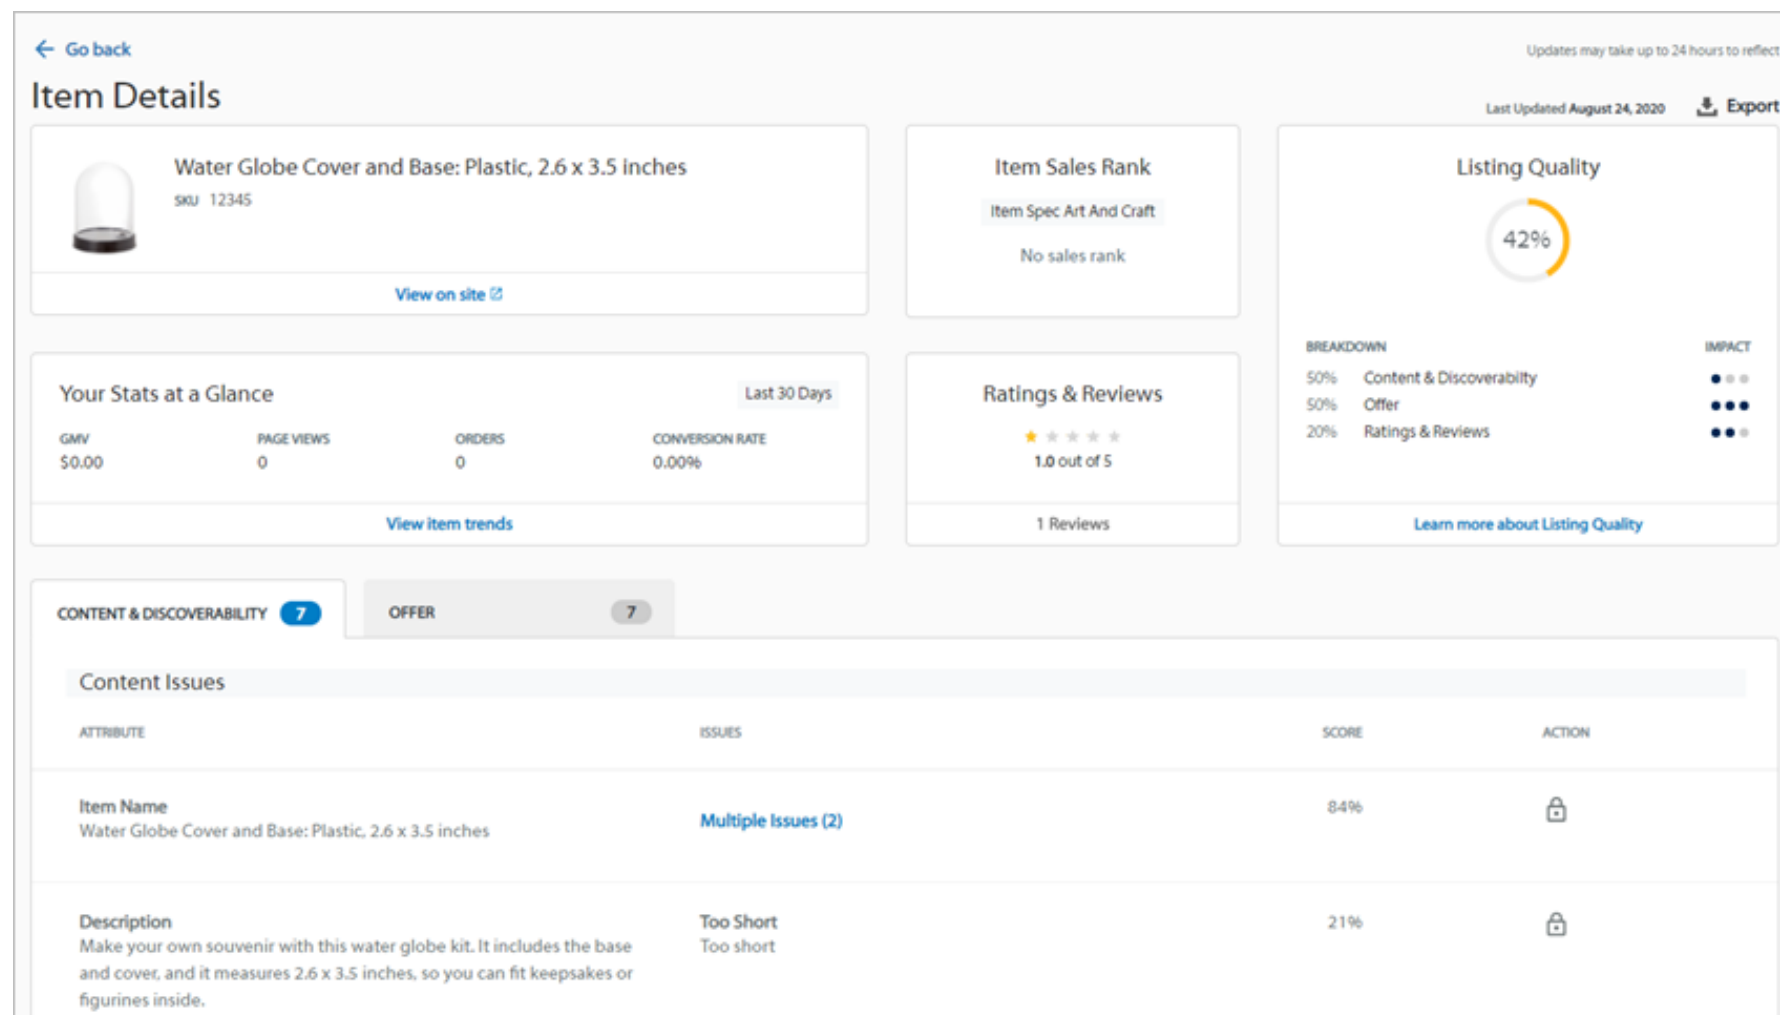 Go back
Updates may take up to 24 hours to reflect
Item Details
Last Updated August 24, 2020
Export
Water Globe Cover and Base: Plastic, 2.6 x 3.5 inches
SKU 12345
View on site
Item Sales Rank
Item Spec Art And Craft
No sales rank
Listing Quality
42%
BREAKDOWN IMPACT
50% Content & Discoverabilty
50% Offer
20% Ratings & Reviews
Learn more about Listing Quality
Your Stats at a Glance
Last 30 Days
GMV PAGE VIEWS ORDERS CONVERSION RATE
$0.00 0 0 0.00%
View item trends
Ratings & Reviews
1.0 out of 5
1 Reviews
CONTENT & DISCOVERABILITY 7
OFFER 7
Content Issues
ATTRIBUTE ISSUES SCORE ACTION
Item Name
Water Globe Cover and Base: Plastic, 2.6 x 3.5 inches
Multiple Issues (2)
84%
Description
Make your own souvenir with this water globe kit. It includes the base
and cover, and it measures 2.6 x 3.5 inches, so you can fit keepsakes or
figurines inside.
Too Short
Too short
21%